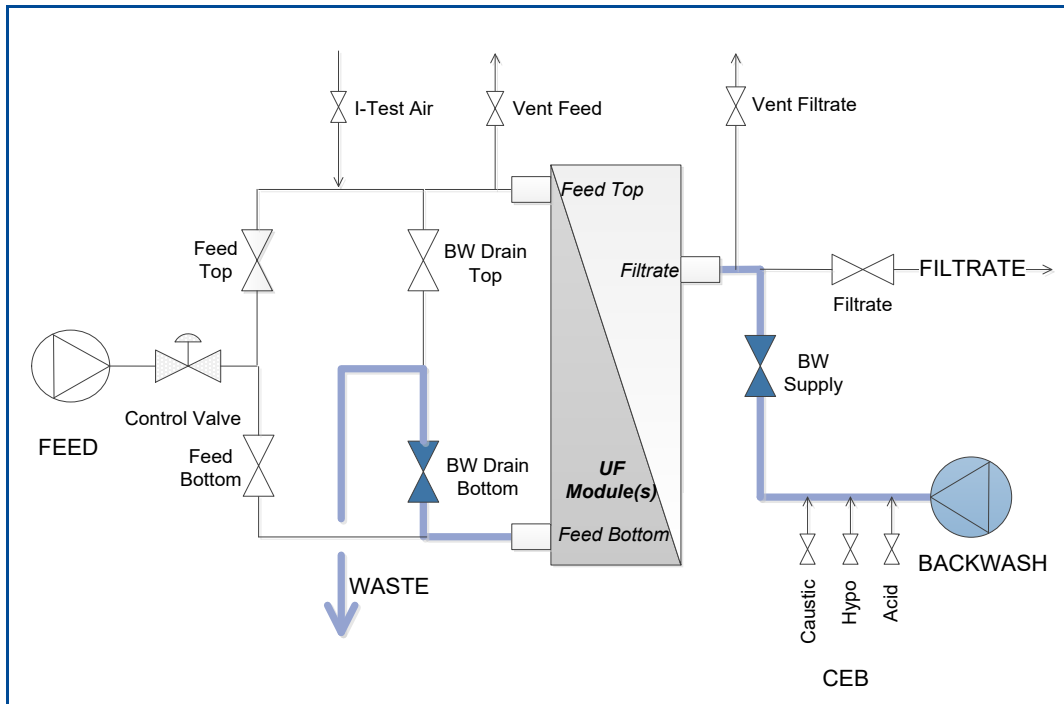 I-Test Air
Vent Feed
Vent Filtrate
Feed Top
Feed
Top
BW Drain
Top
Filtrate
FILTRATE
Filtrate
BW
Supply
Control Valve
FEED
Feed
Bottom
BW Drain
Bottom
UF
Module(s)
Feed Bottom
WASTE
BACKWASH
Caustic
Hypo
Acid
CEB